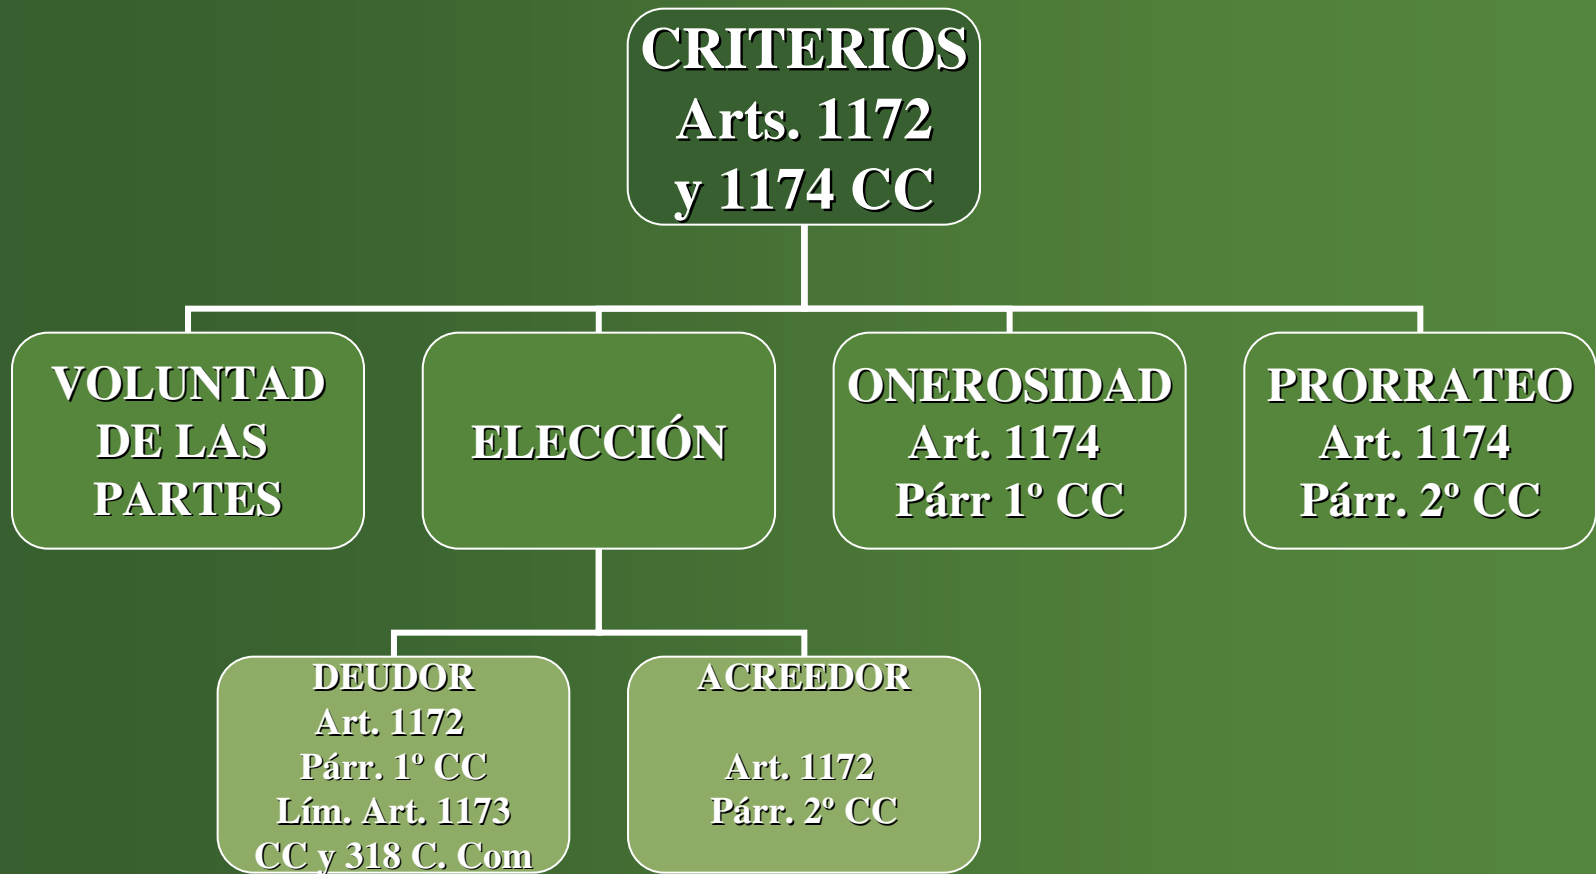 CRITERIOS
Arts. 1172
y 1174 CC
VOLUNTAD
DE LAS
PARTES
ELECCIÓN
ONEROSIDAD
Art. 1174
Párr 1º CC
PRORRATEO
Art. 1174
Párr. 2º CC
DEUDOR
Art. 1172
Párr. 1º CC
Lím. Art. 1173
CC y 318 C. Com
ACREEDOR
Art. 1172
Párr. 2º CC